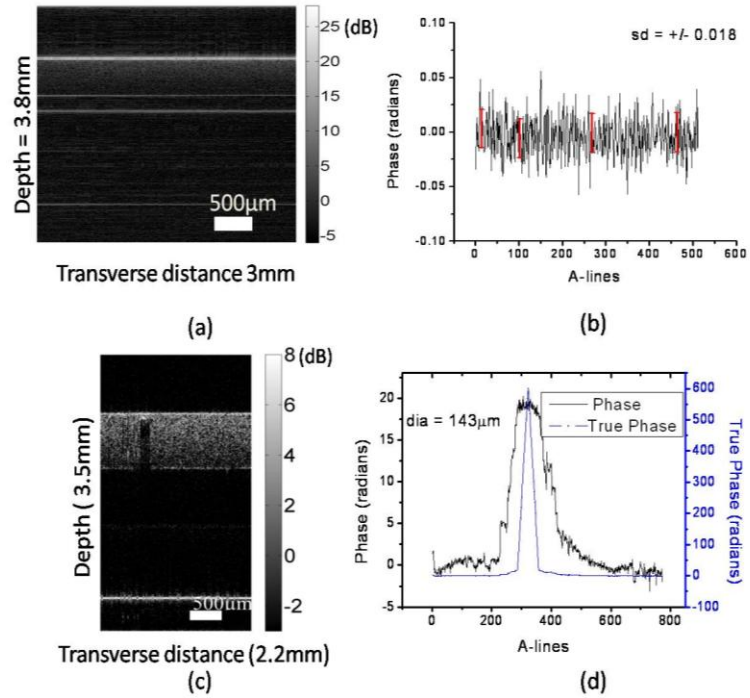 25 (dB)
20
15
10
5
0
-5
Depth = 3.8mm
500μm
Transverse distance 3mm
(a)
sd = +/- 0.018
0.10
0.05
0.00
-0.05
-0.10
Phase (radians)
0 100 200 300 400 500 600
A-lines
(b)
8 (dB)
6
4
2
0
-2
Depth ( 3.5mm)
500μm
Transverse distance (2.2mm)
(c)
dia = 143μm
Phase
True Phase
20
15
10
5
0
-5
Phase (radians)
600
500
400
300
200
100
0
-100
True Phase (radians)
0 200 400 600 800
A-lines
(d)